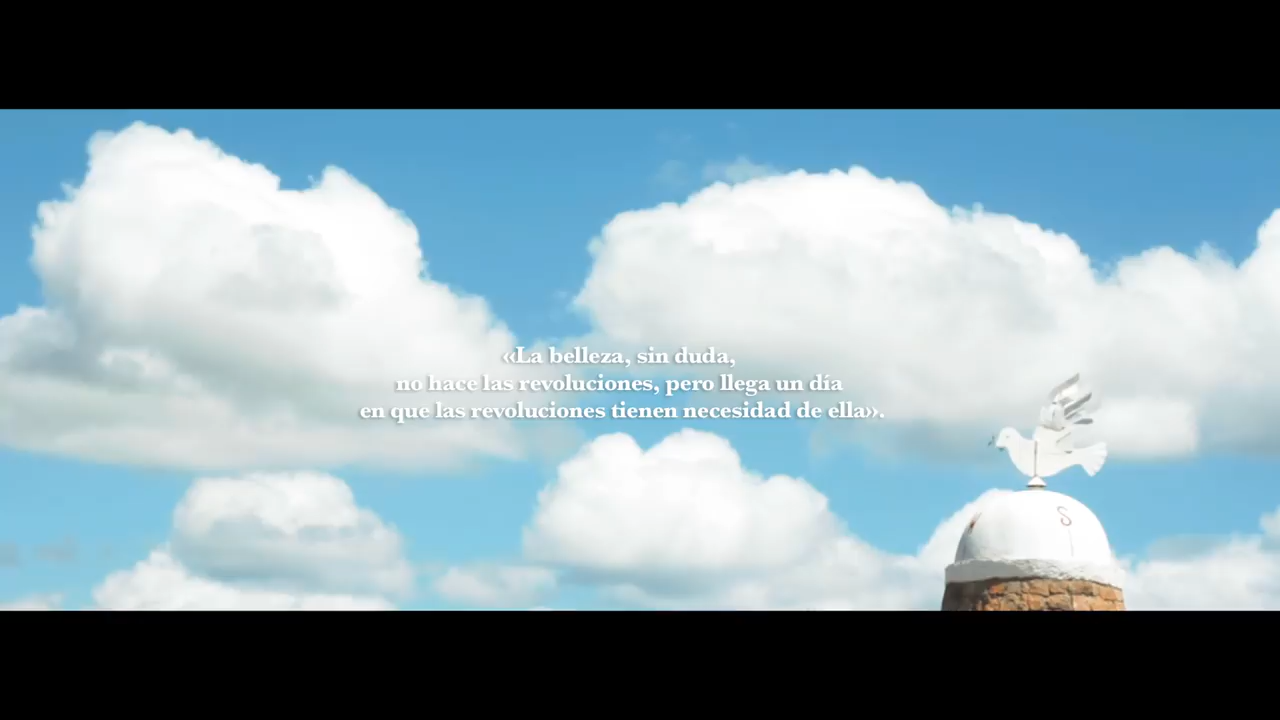 «La belleza, sin duda,
no hace las revoluciones, pero llega un día
en que las revoluciones tienen necesidad de ella».
S